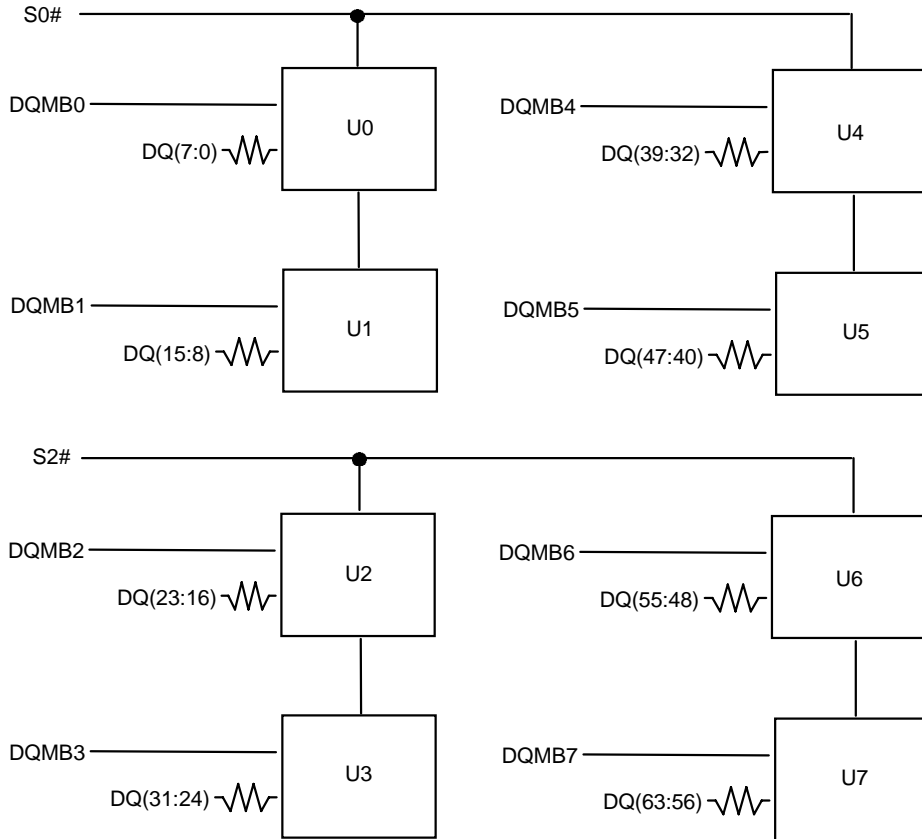 S0#
DQMB0
U0
DQ(7:0)
DQMB4
U4
DQ(39:32)
DQMB1
U1
DQ(15:8)
DQMB5
U5
DQ(47:40)
S2#
DQMB2
U2
DQ(23:16)
DQMB6
U6
DQ(55:48)
DQMB3
U3
DQ(31:24)
DQMB7
U7
DQ(63:56)